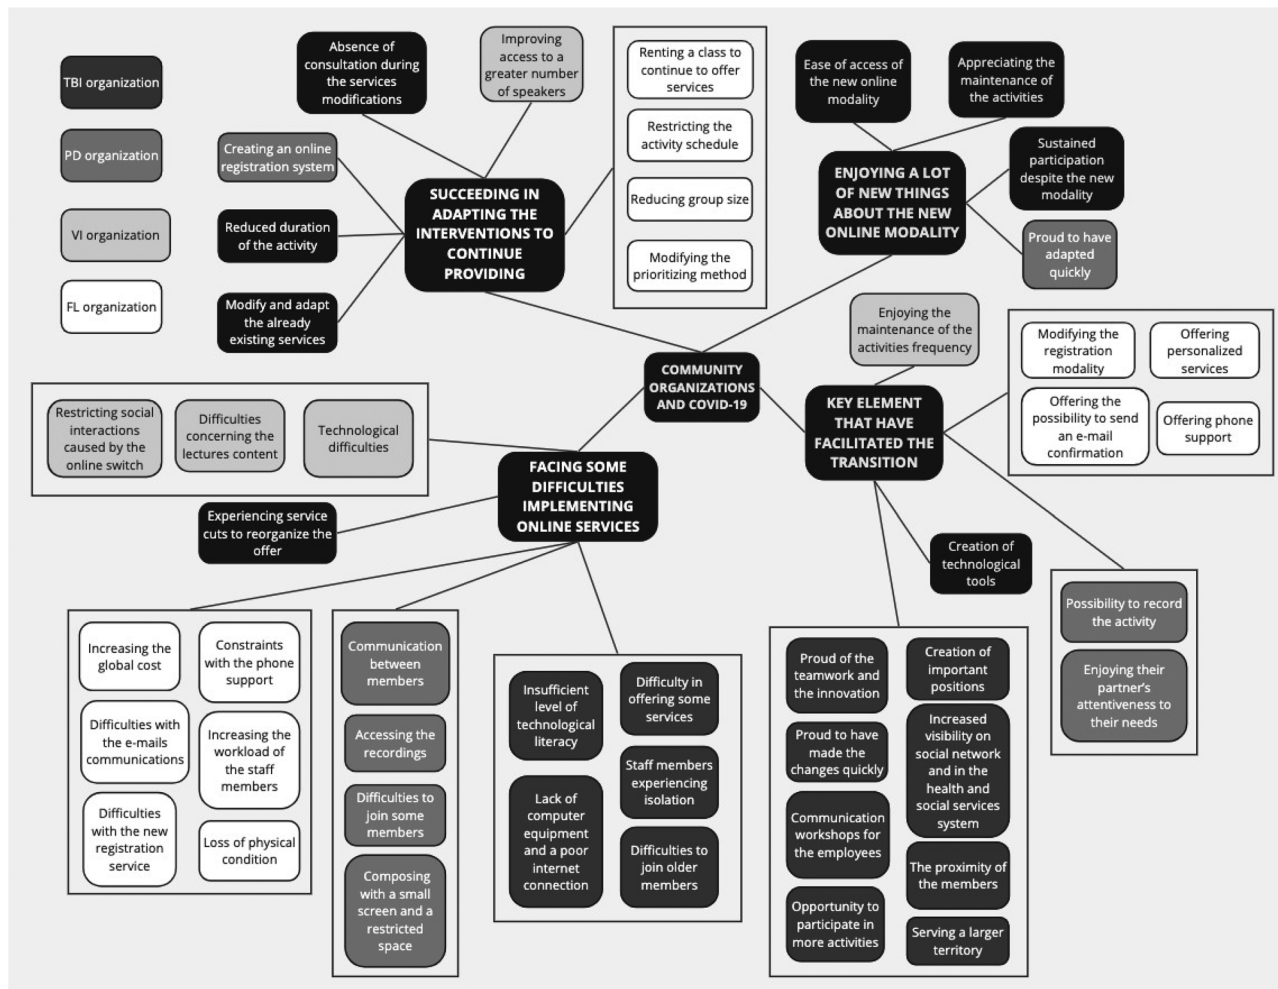 TBI organization
PD organization
VI organization
FL organization
Absence of
consultation during
the services
modifications
Improving
access to a
greater number
of speakers
Creating an online
registration system
Reduced duration
of the activity
Modify and adapt
the already
existing services
SUCCEEDING IN
ADAPTING THE
INTERVENTIONS TO
CONTINUE
PROVIDING
Renting a class to
continue to offer
services
Restricting the
activity schedule
Reducing group size
Modifying the
prioritizing method
Ease of access of
the new online
modality
Appreciating the
maintenance of
the activities
ENJOYING A LOT
OF NEW THINGS
ABOUT THE NEW
ONLINE MODALITY
Sustained
participation
despite the new
modality
Proud to have
adapted
quickly
COMMUNITY
ORGANIZATIONS
AND COVID-19
Enjoying the
maintenance of the
activities frequency
KEY ELEMENT
THAT HAVE
FACILITATED THE
TRANSITION
Modifying the
registration
modality
Offering
personalized
services
Offering the
possibility to send
an e-mail
confirmation
Offering phone
support
Restricting social
interactions
caused by the
online switch
Difficulties
concerning the
lectures content
Technological
difficulties
FACING SOME
DIFFICULTIES
IMPLEMENTING
ONLINE SERVICES
Experiencing service
cuts to reorganize the
offer
Creation of
technological
tools
Possibility to record
the activity
Enjoying their
partner's
attentiveness to
their needs
Increasing the
global cost
Constraints
with the phone
support
Difficulties with
the e-mails
communications
Increasing the
workload of
the staff
members
Difficulties
with the new
registration
service
Loss of physical
condition
Communication
between
members
Accessing the
recordings
Difficulties to
join some
members
Composing
with a small
screen and a
restricted
space
Insufficient
level of
technological
literacy
Difficulty in
offering some
services
Lack of
computer
equipment
and a poor
internet
connection
Staff members
experiencing
isolation
Difficulties to
join older
members
Proud of the
teamwork and
the innovation
Creation of
important
positions
Proud to have
made the
changes quickly
Increased
visibility on
social network
and in the
health and
social services
system
Communication
workshops for
the employees
The proximity of
the members
Opportunity to
participate in
more activities
Serving a larger
territory